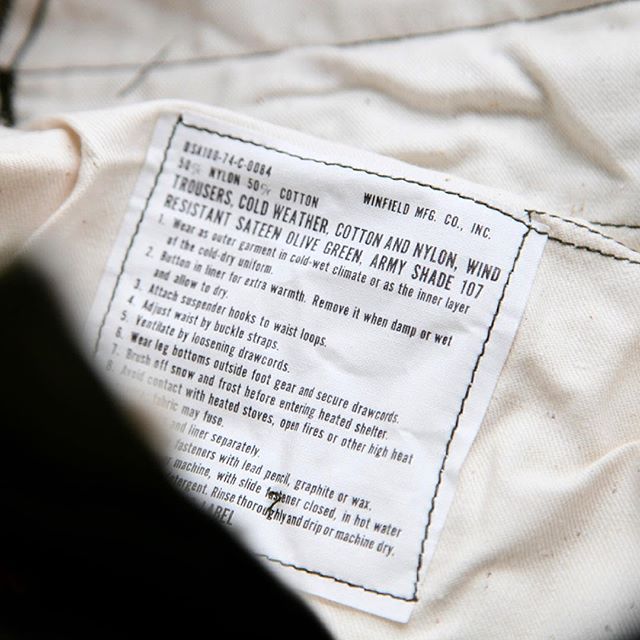 DSA100-74-C-0084
50% NYLON 50% COTTON WINFIELD MFG. CO., INC.
TROUSERS, COLD WEATHER, COTTON AND NYLON, WIND
RESISTANT SATEEN OLIVE GREEN, ARMY SHADE 107
1. Wear as outer garment in cold-wet climate or as the inner layer
of the cold-dry uniform.
2. Button in liner for extra warmth. Remove it when damp or wet
and allow to dry.
3. Attach suspender hooks to waist loops.
4. Adjust waist by buckle straps.
5. Ventilate by loosening drawcords.
6. Wear leg bottoms outside foot gear and secure drawcords.
7. Brush off snow and frost before entering heated shelter.
8. Avoid contact with heated stoves, open fires or other high heat
fabric may fuse.
and liner separately.
fasteners with lead pencil, graphite or wax.
machine, with slide fastener closed, in hot water
detergent. Rinse thoroughly and drip or machine dry.
LABEL